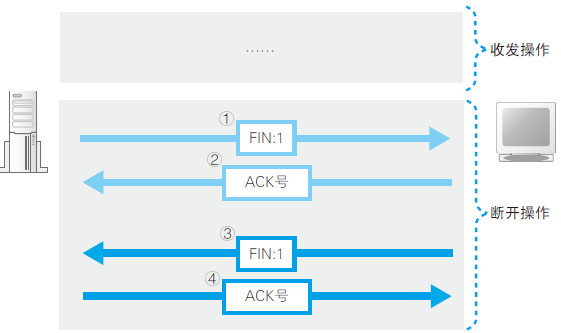 ……
收发操作
①
FIN:1
②
ACK号
断开操作
③
FIN:1
④
ACK号